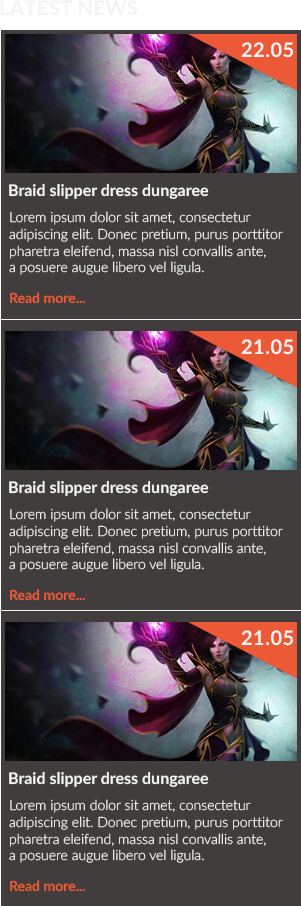 LATEST NEWS
22.05
Braid slipper dress dungaree
Lorem ipsum dolor sit amet, consectetur
adipiscing elit. Donec pretium, purus porttitor
pharetra eleifend, massa nisl convallis ante,
a posuere augue libero vel ligula.
Read more...
21.05
Braid slipper dress dungaree
Lorem ipsum dolor sit amet, consectetur
adipiscing elit. Donec pretium, purus porttitor
pharetra eleifend, massa nisl convallis ante,
a posuere augue libero vel ligula.
Read more...
21.05
Braid slipper dress dungaree
Lorem ipsum dolor sit amet, consectetur
adipiscing elit. Donec pretium, purus porttitor
pharetra eleifend, massa nisl convallis ante,
a posuere augue libero vel ligula.
Read more...